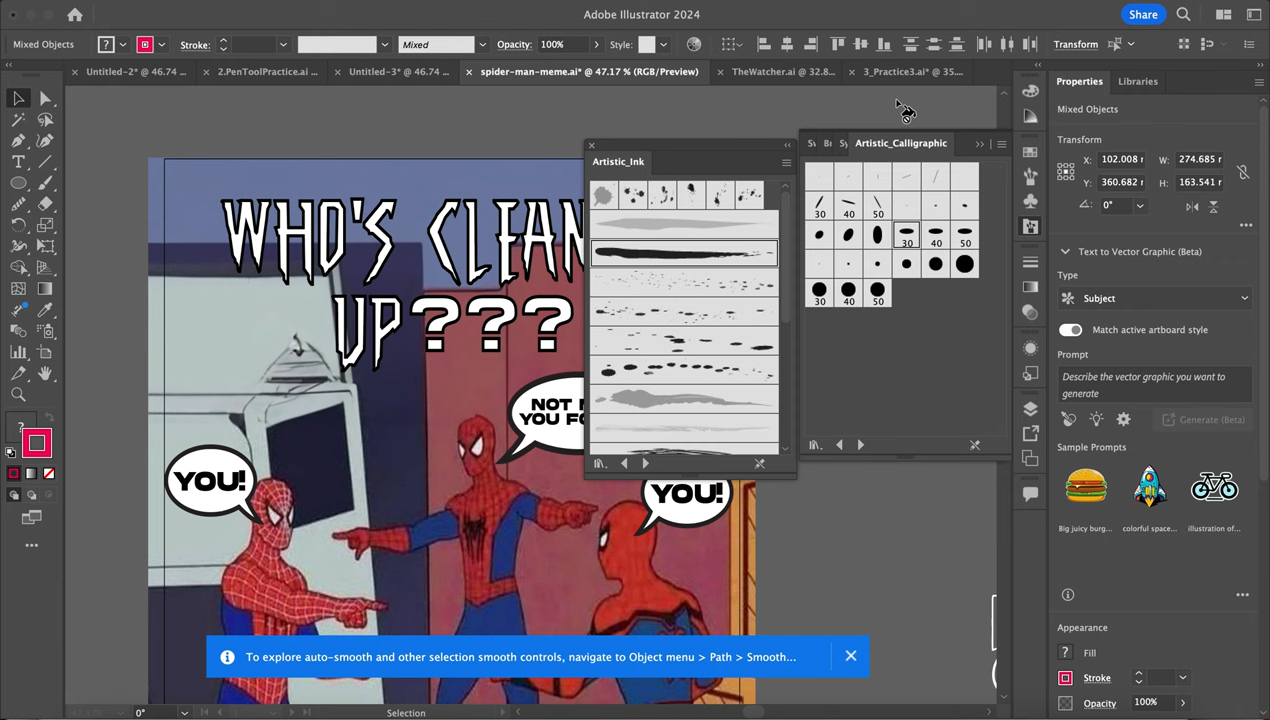 Adobe Illustrator 2024
Share
Mixed Objects
?
Stroke:
Mixed
Opacity:
100%
Style:
Transform
Untitled-2* @ 46.74 ...
2.PenToolPractice.ai ...
Untitled-3* @ 46.74 ...
spider-man-meme.ai* @ 47.17 % (RGB/Preview)
TheWatcher.ai @ 32.8...
3_Practice3.ai* @ 35....
Properties
Libraries
Mixed Objects
Transform
X:
102.008 r
W:
274.685 r
Y:
360.682 r
H:
163.541 r
0°
Text to Vector Graphic (Beta)
Type
Subject
Match active artboard style
Prompt
Describe the vector graphic you want to
generate
Generate (Beta)
Sample Prompts
Big juicy burg...
colorful space...
illustration of...
Appearance
?
Fill
Stroke
Opacity
100%
Artistic_Ink
Artistic_Calligraphic
30
40
50
30
40
50
30
40
50
WHO'S CLEAN
UP???
NOT
YOU
YOU!
YOU!
?
To explore auto-smooth and other selection smooth controls, navigate to Object menu > Path > Smooth...
0°
Selection